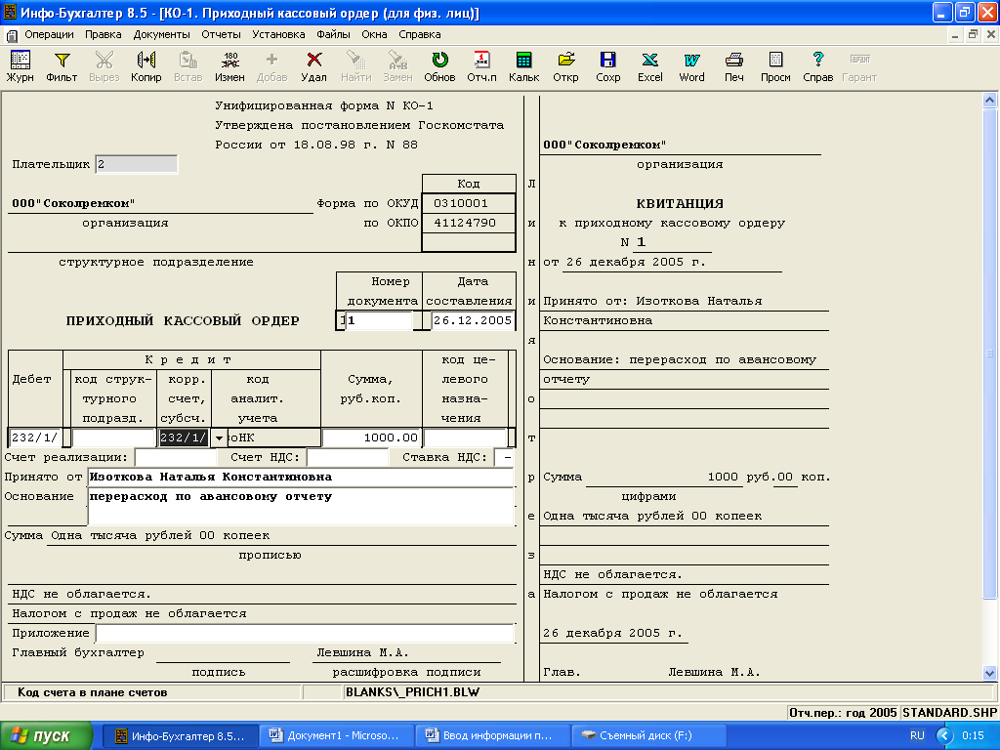 Инфо-Бухгалтер 8.5 - [КО-1. Приходный кассовый ордер (для физ. лиц)]
Операции Правка Документы Отчеты Установка Файлы Окна Справка
Журн Фильт Вырез Копир Встав Измен Добав Удал Найти Замен Обнов Отч.п Кальк Откр Сохр Excel Word Печ Просм Справ Гарант
Унифицированная форма N КО-1
Утверждена постановлением Госкомстата
России от 18.08.98 г. N 88
Плательщик 2
Код
ООО"Соколремком" Форма по ОКУД 0310001
организация по ОКПО 41124790
структурное подразделение
Номер Дата
документа составления
ПРИХОДНЫЙ КАССОВЫЙ ОРДЕР 1 26.12.2005
К р е д и т код це-
Дебет код струк- корр. код Сумма, левого
турного счет, аналит. руб.коп. назна-
подразд. субсч. учета чения
232/1/ 232/1/ :оНК 1000.00
Счет реализации: Счет НДС: Ставка НДС: -
Принято от Изоткова Наталья Константиновна
Основание перерасход по авансовому отчету
Сумма Одна тысяча рублей 00 копеек
прописью
НДС не облагается.
Налогом с продаж не облагается
Приложение
Главный бухгалтер Левшина М.А.
подпись расшифровка подписи
Л
и
н
и
я
о
т
р
е
з
а
ООО"Соколремком"
организация
КВИТАНЦИЯ
к приходному кассовому ордеру
N 1
от 26 декабря 2005 г.
Принято от: Изоткова Наталья
Константиновна
Основание: перерасход по авансовому
отчету
Сумма 1000 руб.00 коп.
цифрами
Одна тысяча рублей 00 копеек
НДС не облагается.
Налогом с продаж не облагается
26 декабря 2005 г.
Глав. Левшина М.А.
Код счета в плане счетов BLANKS\_PRICH1.BLW
Отч.пер.: год 2005 STANDARD.SHP
пуск Инфо-Бухгалтер 8.5... Документ1 - Microso... Ввод информации п... Съемный диск (F:) RU 0:15